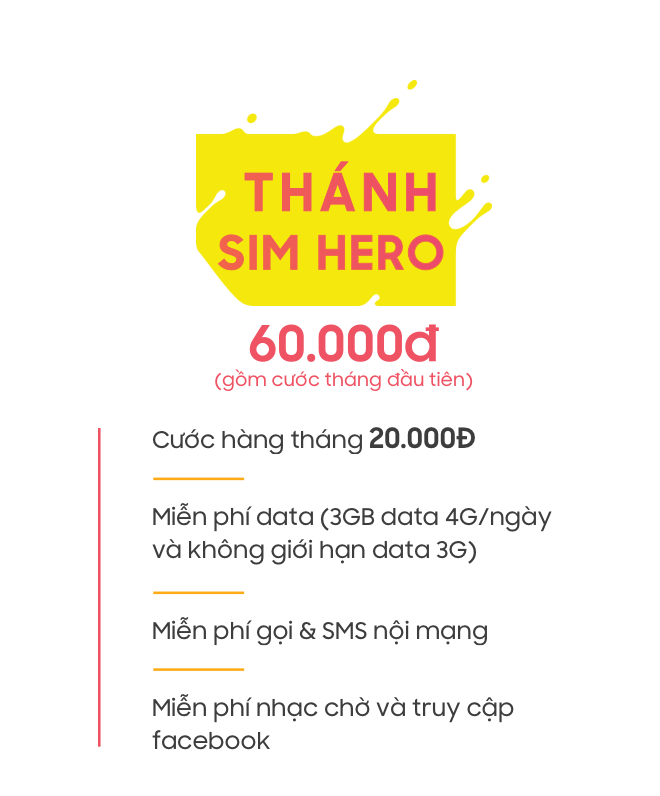 THÁNH
SIM HERO
60.000đ
(gồm cước tháng đầu tiên)
Cước hàng tháng 20.000Đ
Miễn phí data (3GB data 4G/ngày
và không giới hạn data 3G)
Miễn phí gọi & SMS nội mạng
Miễn phí nhạc chờ và truy cập
facebook